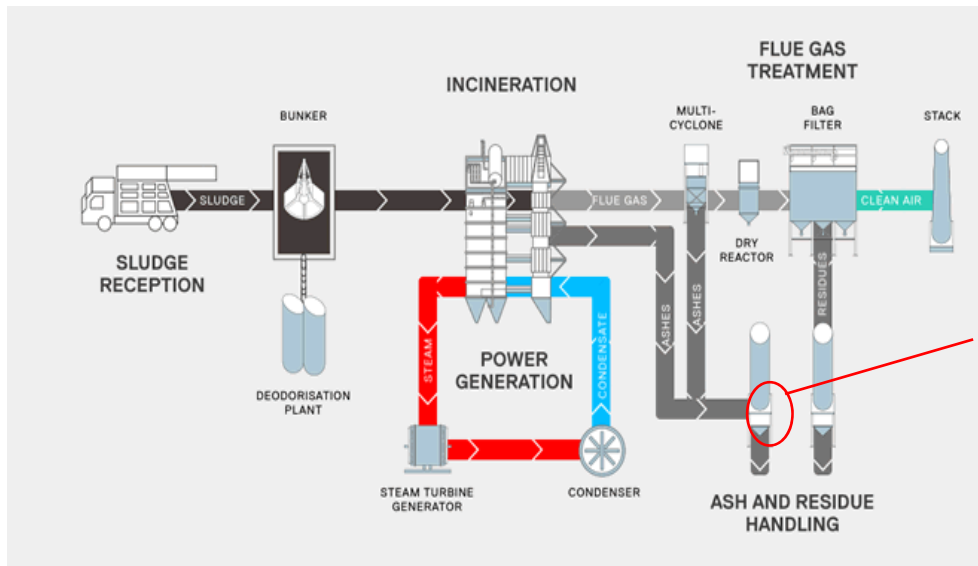 FLUE GAS
TREATMENT
INCINERATION
BUNKER
MULTI-
CYCLONE
BAG
FILTER
STACK
SLUDGE
FLUE GAS
CLEAN AIR
DRY
REACTOR
SLUDGE
RECEPTION
RESIDUES
ASHES
ASHES
STEAM
CONDENSATE
POWER
GENERATION
DEODORISATION
PLANT
STEAM TURBINE
GENERATOR
CONDENSER
ASH AND RESIDUE
HANDLING